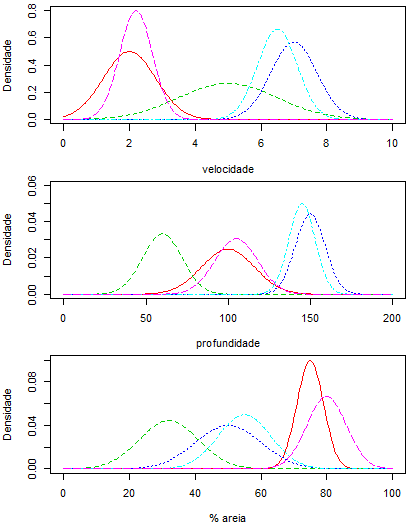 Densidade
0.0 0.2 0.4 0.6 0.8
0 2 4 6 8 10
velocidade
Densidade
0.00 0.02 0.04 0.06
0 50 100 150 200
profundidade
Densidade
0.00 0.04 0.08
0 20 40 60 80 100
% areia